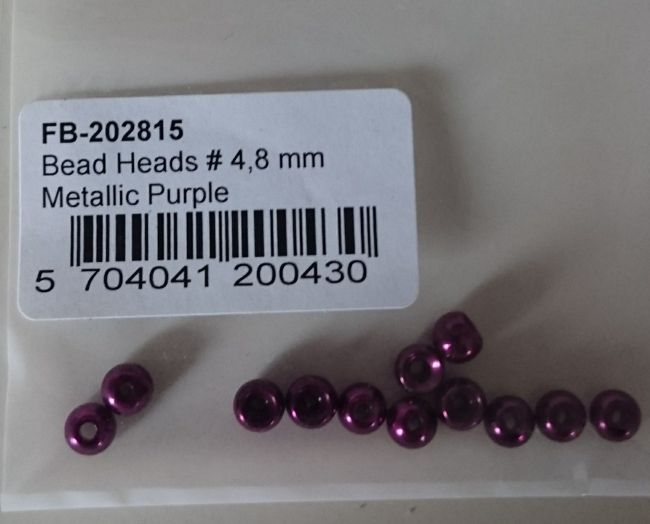 FB-202815
Bead Heads # 4,8 mm
Metallic Purple
5 704041 200430